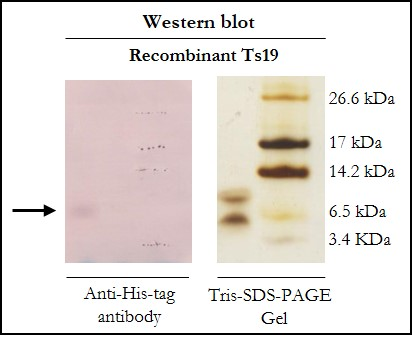 Western blot
Recombinant Ts19
26.6 kDa
17 kDa
14.2 kDa
6.5 kDa
3.4 KDa
Anti-His-tag
antibody
Tris-SDS-PAGE
Gel